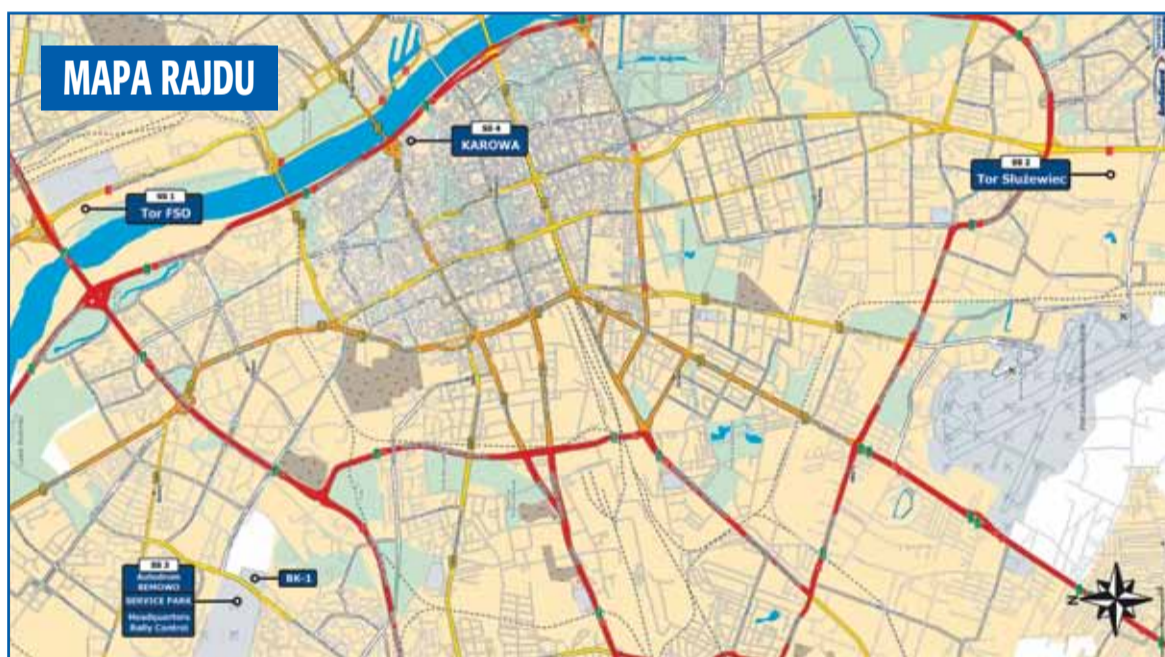 MAPA RAJDU
SS 4
KAROWA
SS 2
Tor Służewiec
SS 1
Tor FSO
SS 3
Autodrom
BEMOWO
SERVICE PARK
Headquarters
Rally Control
BK-1
N